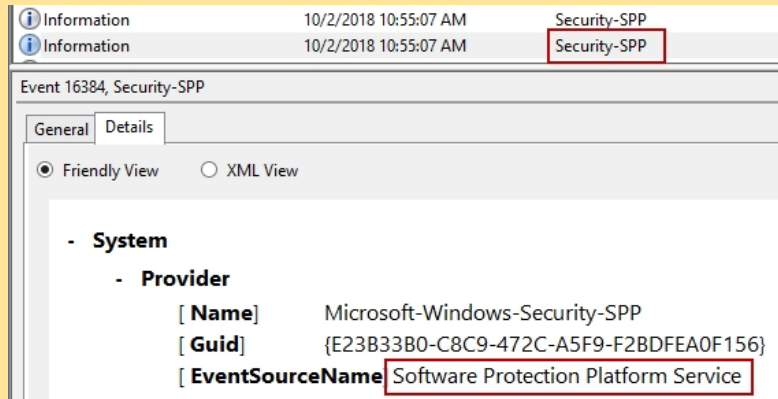 Information 10/2/2018 10:55:07 AM Security-SPP
Information 10/2/2018 10:55:07 AM Security-SPP
Event 16384, Security-SPP
General Details
Friendly View XML View
- System
- Provider
[ Name] Microsoft-Windows-Security-SPP
[ Guid] {E23B33B0-C8C9-472C-A5F9-F2BDFEA0F156}
[ EventSourceName] Software Protection Platform Service